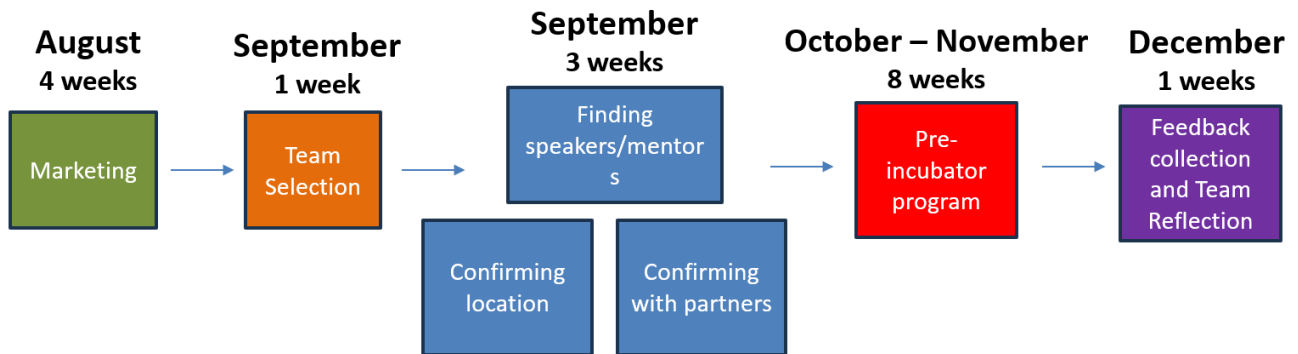 August
4 weeks
Marketing
September
1 week
Team
Selection
September
3 weeks
Finding
speakers/mentor
s
Confirming
location
Confirming
with partners
October – November
8 weeks
Pre-
incubator
program
December
1 weeks
Feedback
collection
and Team
Reflection